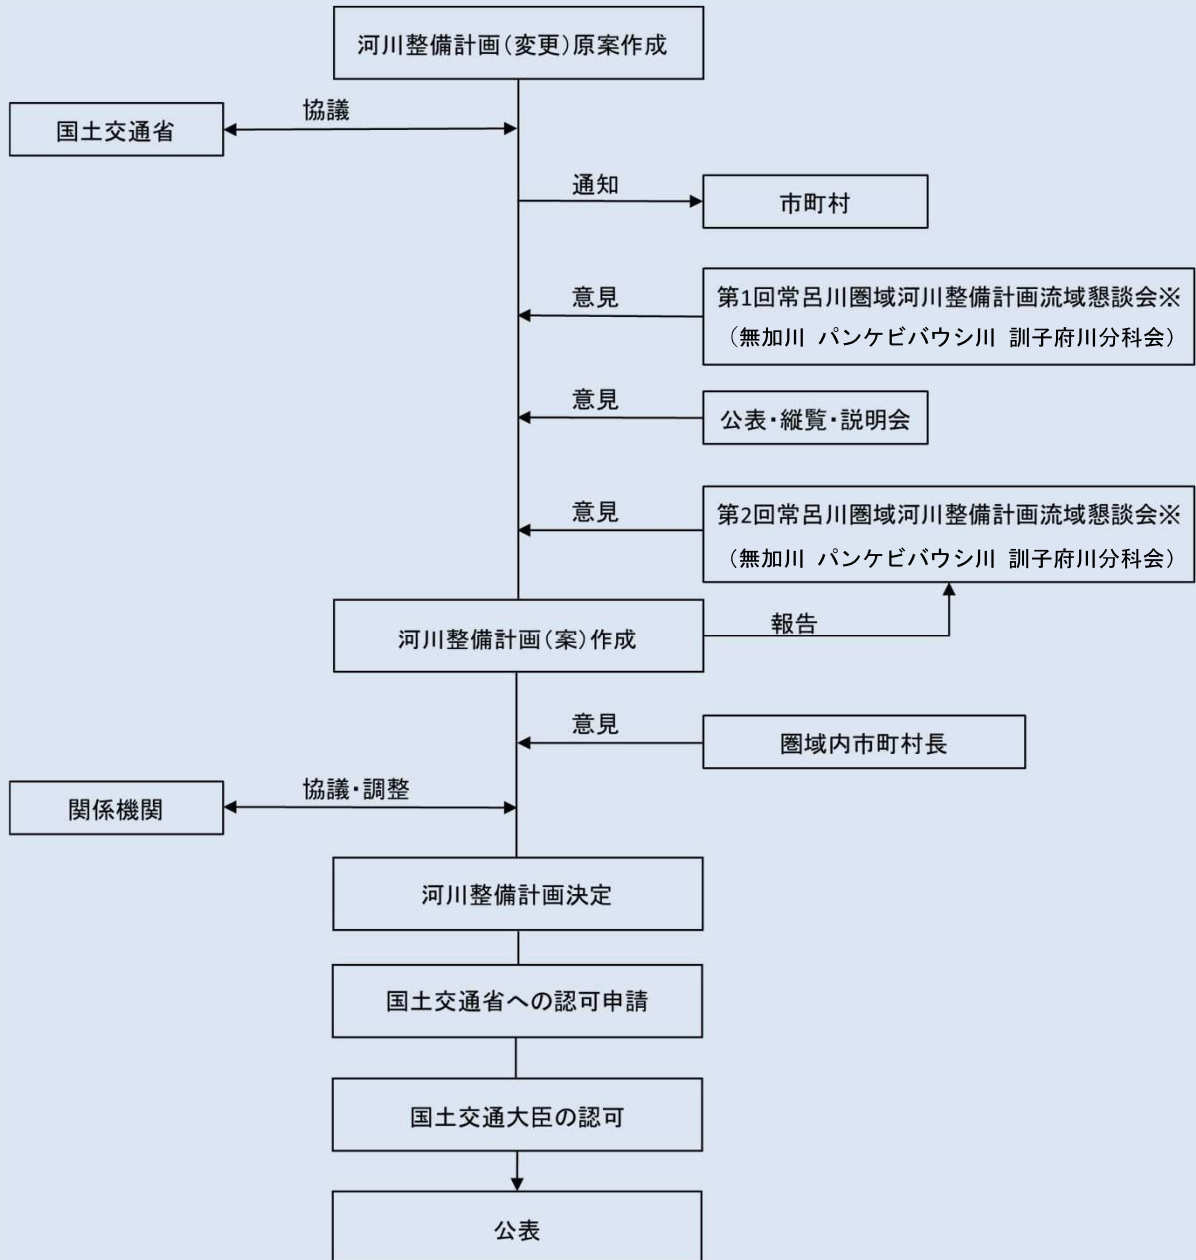 河川整備計画(変更)原案作成
協議
国土交通省
通知
市町村
意見
第1回常呂川圏域河川整備計画流域懇談会※
(無加川 パンケビバウシ川 訓子府川分科会)
意見
公表・縦覧・説明会
意見
第2回常呂川圏域河川整備計画流域懇談会※
(無加川 パンケビバウシ川 訓子府川分科会)
河川整備計画(案)作成
報告
意見
圏域内市町村長
協議・調整
関係機関
河川整備計画決定
国土交通省への認可申請
国土交通大臣の認可
公表